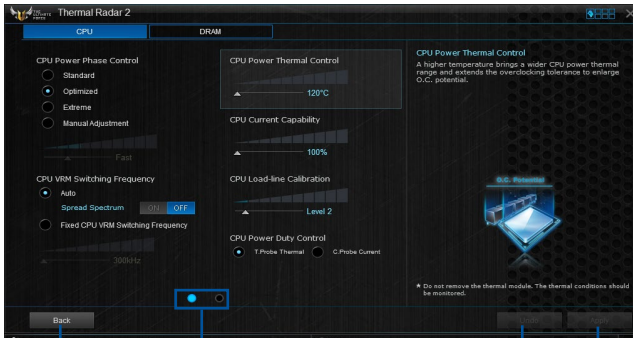 THE ULTIMATE FORCE Thermal Radar 2
CPU
DRAM
CPU Power Phase Control
Standard
Optimized
Extreme
Manual Adjustment
Fast
CPU VRM Switching Frequency
Auto
Spread Spectrum ON OFF
Fixed CPU VRM Switching Frequency
300kHz
CPU Power Thermal Control
120°C
CPU Current Capability
100%
CPU Load-line Calibration
Level 2
CPU Power Duty Control
T.Probe Thermal C.Probe Current
CPU Power Thermal Control
A higher temperature brings a wider CPU power thermal
range and extends the overclocking tolerance to enlarge
O.C. potential.
O.C. Potential
* Do not remove the thermal module. The thermal conditions should
be monitored.
Back
Undo
Apply